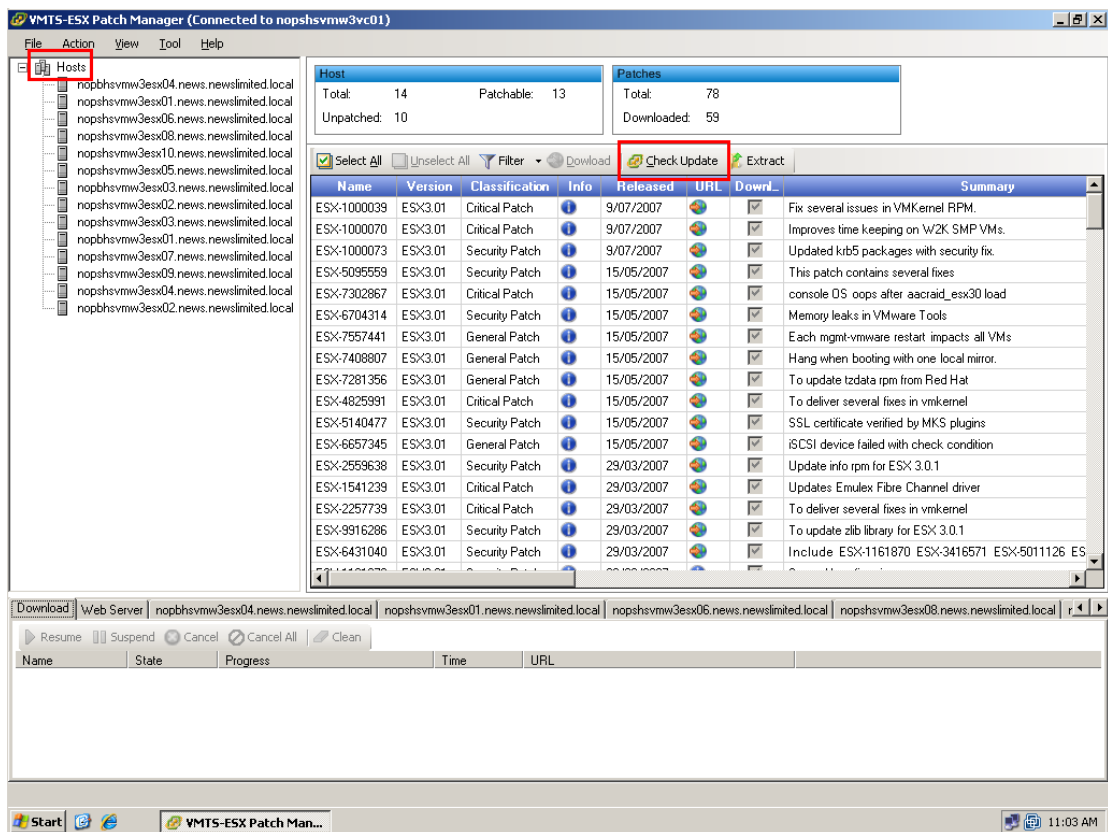 VMTS-ESX Patch Manager (Connected to nopshsvmw3vc01)
File Action View Tool Help
Hosts
nopbhsvmw3esx04.news.newslimited.local
nopshsvmw3esx01.news.newslimited.local
nopshsvmw3esx06.news.newslimited.local
nopshsvmw3esx08.news.newslimited.local
nopshsvmw3esx10.news.newslimited.local
nopshsvmw3esx05.news.newslimited.local
nopbhsvmw3esx03.news.newslimited.local
nopshsvmw3esx02.news.newslimited.local
nopshsvmw3esx03.news.newslimited.local
nopbhsvmw3esx01.news.newslimited.local
nopshsvmw3esx07.news.newslimited.local
nopshsvmw3esx09.news.newslimited.local
nopshsvmw3esx04.news.newslimited.local
nopbhsvmw3esx02.news.newslimited.local
Host
Total: 14 Patchable: 13
Unpatched: 10
Patches
Total: 78
Downloaded: 59
Select All Unselect All Filter Dowload Check Update Extract
Name Version Classification Info Released URL Downl... Summary
ESX-1000039 ESX3.01 Critical Patch 9/07/2007 Fix several issues in VMKernel RPM.
ESX-1000070 ESX3.01 Critical Patch 9/07/2007 Improves time keeping on W2K SMP VMs.
ESX-1000073 ESX3.01 Security Patch 9/07/2007 Updated krb5 packages with security fix.
ESX-5095559 ESX3.01 Security Patch 15/05/2007 This patch contains several fixes
ESX-7302867 ESX3.01 Critical Patch 15/05/2007 console OS oops after aacraid_esx30 load
ESX-6704314 ESX3.01 Security Patch 15/05/2007 Memory leaks in VMware Tools
ESX-7557441 ESX3.01 General Patch 15/05/2007 Each mgmt-vmware restart impacts all VMs
ESX-7408807 ESX3.01 General Patch 15/05/2007 Hang when booting with one local mirror.
ESX-7281356 ESX3.01 General Patch 15/05/2007 To update tzdata rpm from Red Hat
ESX-4825991 ESX3.01 Critical Patch 15/05/2007 To deliver several fixes in vmkernel
ESX-5140477 ESX3.01 Security Patch 15/05/2007 SSL certificate verified by MKS plugins
ESX-6657345 ESX3.01 General Patch 15/05/2007 iSCSI device failed with check condition
ESX-2559638 ESX3.01 Security Patch 29/03/2007 Update info rpm for ESX 3.0.1
ESX-1541239 ESX3.01 Critical Patch 29/03/2007 Updates Emulex Fibre Channel driver
ESX-2257739 ESX3.01 Critical Patch 29/03/2007 To deliver several fixes in vmkernel
ESX-9916286 ESX3.01 Security Patch 29/03/2007 To update zlib library for ESX 3.0.1
ESX-6431040 ESX3.01 Security Patch 29/03/2007 Include ESX-1161870 ESX-3416571 ESX-5011126 ES
Download Web Server nopbhsvmw3esx04.news.newslimited.local nopshsvmw3esx01.news.newslimited.local nopshsvmw3esx06.news.newslimited.local nopshsvmw3esx08.news.newslimited.local
Resume Suspend Cancel Cancel All Clean
Name State Progress Time URL
Start VMTS-ESX Patch Man... 11:03 AM